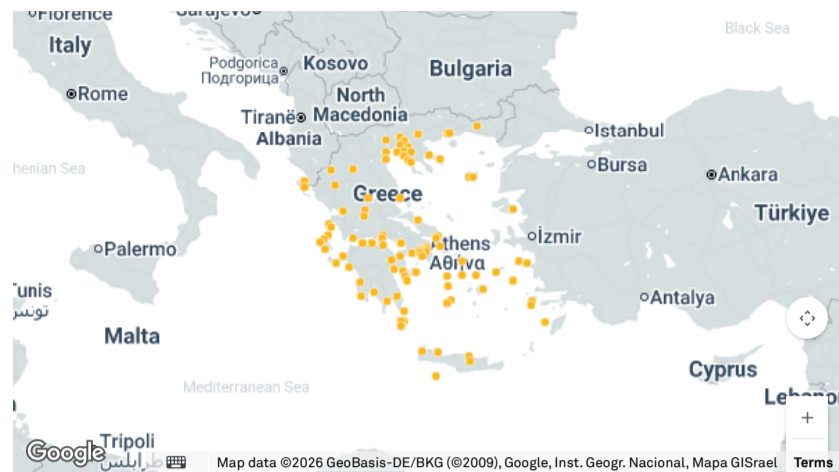 Florence
Sarajevo
Black Sea
Italy
Podgorica
Подгорица
Kosovo
Bulgaria
Rome
North
Macedonia
Tiranë
Albania
Istanbul
Bursa
Ankara
Greece
Türkiye
henian Sea
Palermo
Athens
Αθήνα
İzmir
Antalya
Tunis
تونس
Malta
Mediterranean Sea
Cyprus
Lebano
Tripoli
طرابلس
Google
+
Map data ©2026 GeoBasis-DE/BKG (©2009), Google, Inst. Geogr. Nacional, Mapa GISrael
Terms